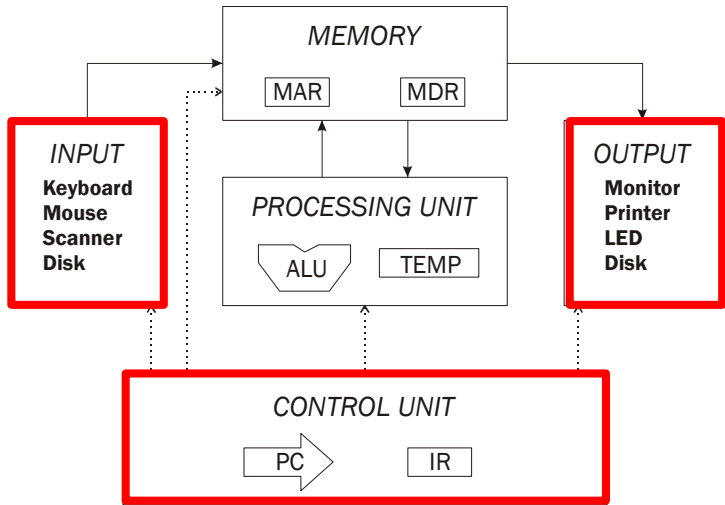 MEMORY
MAR MDR
INPUT
Keyboard
Mouse
Scanner
Disk
PROCESSING UNIT
ALU TEMP
OUTPUT
Monitor
Printer
LED
Disk
CONTROL UNIT
PC IR